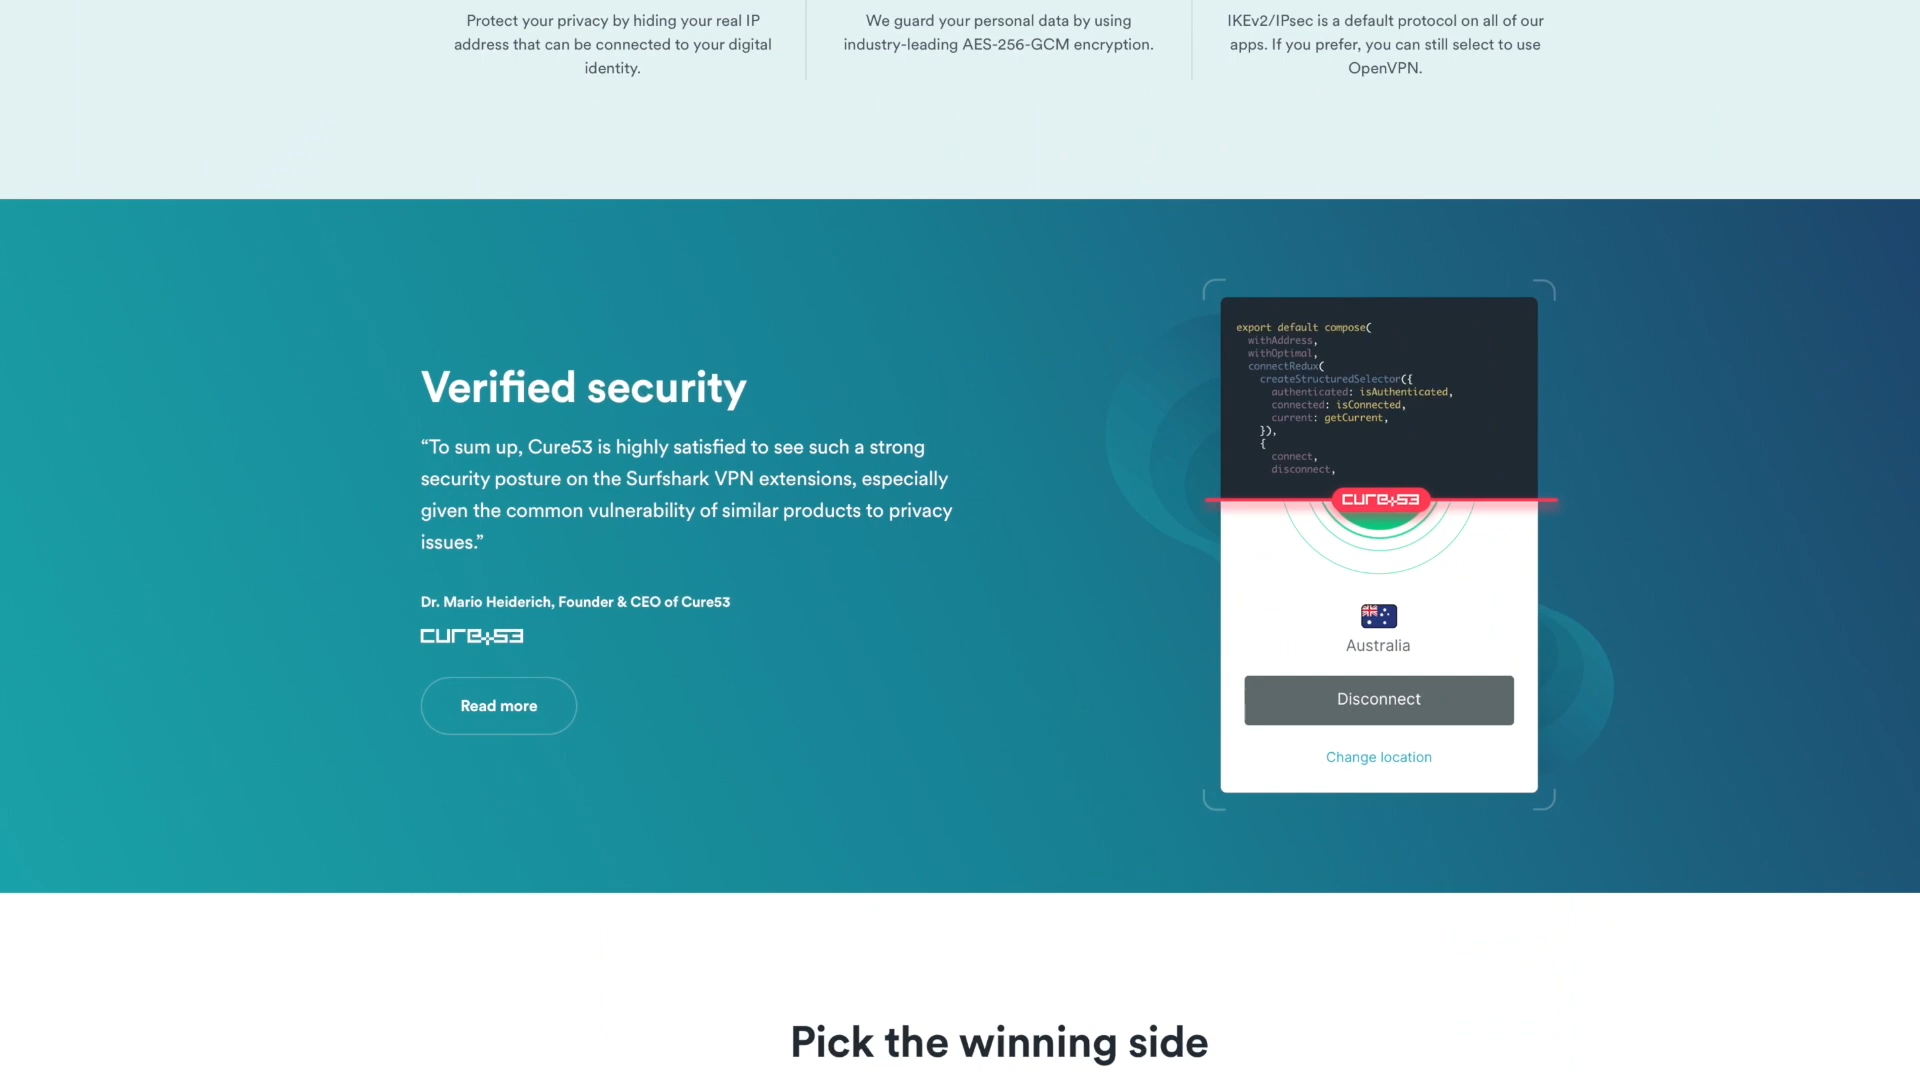 Protect your privacy by hiding your real IP
address that can be connected to your digital
identity.
We guard your personal data by using
industry-leading AES-256-GCM encryption.
IKEv2/IPsec is a default protocol on all of our
apps. If you prefer, you can still select to use
OpenVPN.
Verified security
“To sum up, Cure53 is highly satisfied to see such a strong
security posture on the Surfshark VPN extensions, especially
given the common vulnerability of similar products to privacy
issues.”
Dr. Mario Heiderich, Founder & CEO of Cure53
cure53
Read more
export default compose(
withAddress,
withOptimal,
connectRedux(
createStructuredSelector({
authenticated: isAuthenticated,
connected: isConnected,
current: getCurrent,
}),
{
connect,
disconnect,
cure53
Australia
Disconnect
Change location
Pick the winning side